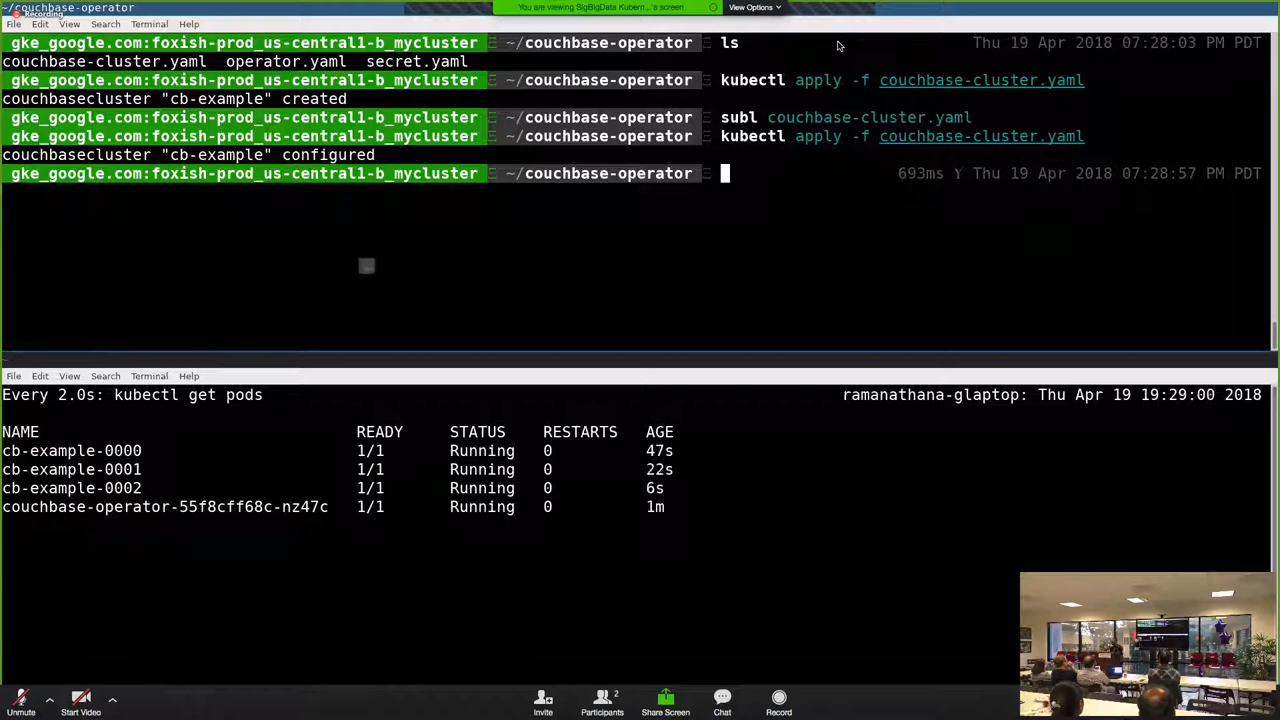 ~/couchbase-operator
Recording
You are viewing SigBigData Kubern...'s screen
View Options
File Edit View Search Terminal Help
gke_google.com:foxish-prod_us-central1-b_mycluster ~/couchbase-operator ls Thu 19 Apr 2018 07:28:03 PM PDT
couchbase-cluster.yaml operator.yaml secret.yaml
gke_google.com:foxish-prod_us-central1-b_mycluster ~/couchbase-operator kubectl apply -f couchbase-cluster.yaml
couchbasecluster "cb-example" created
gke_google.com:foxish-prod_us-central1-b_mycluster ~/couchbase-operator subl couchbase-cluster.yaml
gke_google.com:foxish-prod_us-central1-b_mycluster ~/couchbase-operator kubectl apply -f couchbase-cluster.yaml
couchbasecluster "cb-example" configured
gke_google.com:foxish-prod_us-central1-b_mycluster ~/couchbase-operator 693ms Thu 19 Apr 2018 07:28:57 PM PDT
File Edit View Search Terminal Help
Every 2.0s: kubectl get pods ramanathana-glaptop: Thu Apr 19 19:29:00 2018
NAME READY STATUS RESTARTS AGE
cb-example-0000 1/1 Running 0 47s
cb-example-0001 1/1 Running 0 22s
cb-example-0002 1/1 Running 0 6s
couchbase-operator-55f8cff68c-nz47c 1/1 Running 0 1m
Unmute Start Video Invite Participants 2 Share Screen Chat Record